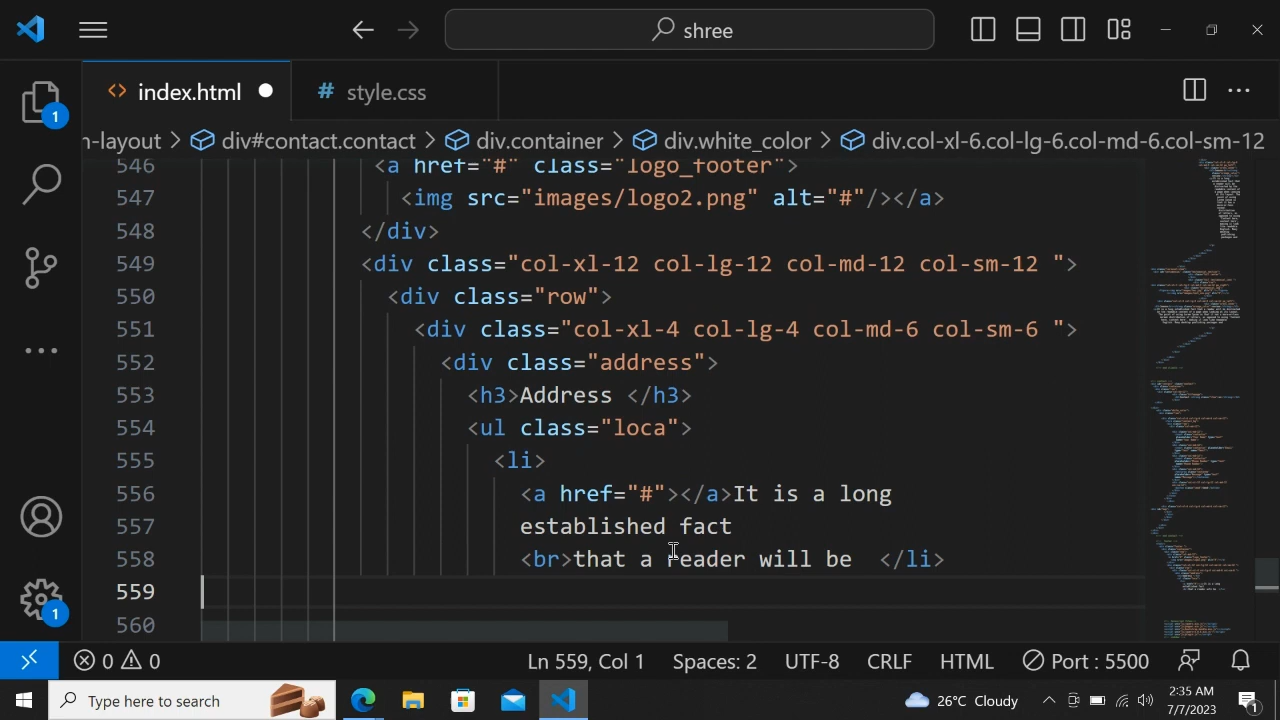 shree
index.html
# style.css
n-layout > div#contact.contact > div.container > div.white_color > div.col-xl-6.col-lg-6.col-md-6.col-sm-12
546 <a href="#" class="logo_footer">
547 <img src="images/logo2.png" alt="#"/></a>
548 </div>
549 <div class="col-xl-12 col-lg-12 col-md-12 col-sm-12 ">
550 <div class="row">
551 <div class="col-xl-4 col-lg-4 col-md-6 col-sm-6 ">
552 <div class="address">
553 <h3>Address </h3>
554 <ul class="loca">
555 <li>
556 <a href="#"></a>It is a long
557 established fact
558 <br>that a reader will be </li>
559
560
1
1
0 0 Ln 559, Col 1 Spaces: 2 UTF-8 CRLF HTML Port : 5500
Type here to search
26°C Cloudy
2:35 AM
7/7/2023
1